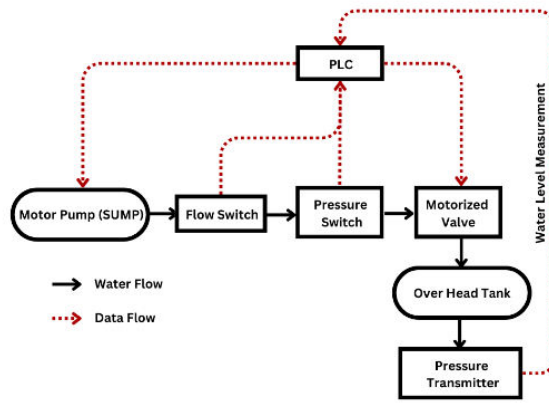 PLC
Water Level Measurement
Motor Pump (SUMP)
Flow Switch
Pressure
Switch
Motorized
Valve
Water Flow
Data Flow
Over Head Tank
Pressure
Transmitter